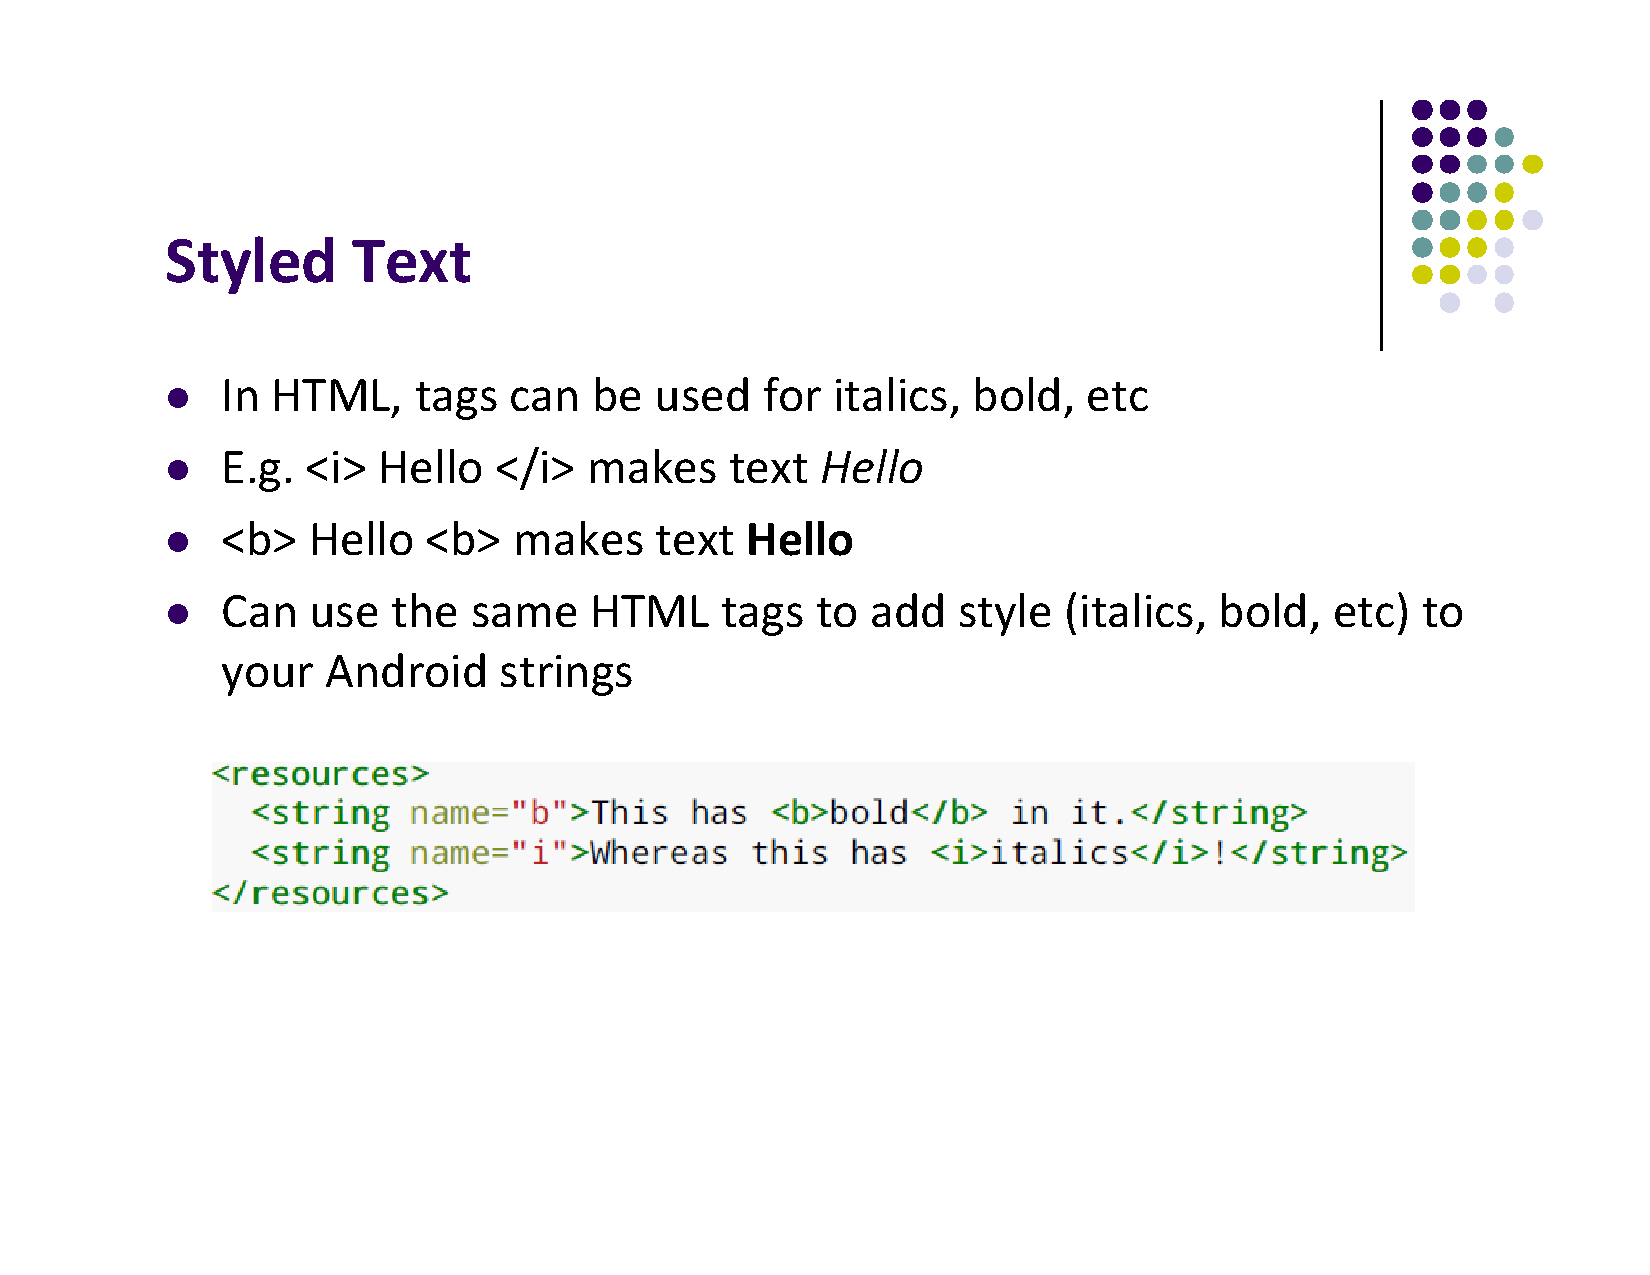 Styled Text
In HTML, tags can be used for italics, bold, etc
E.g. <i> Hello </i> makes text Hello
<b> Hello <b> makes text Hello
Can use the same HTML tags to add style (italics, bold, etc) to
your Android strings
<resources>
<string name="b">This has <b>bold</b> in it.</string>
<string name="i">Whereas this has <i>italics</i>!</string>
</resources>